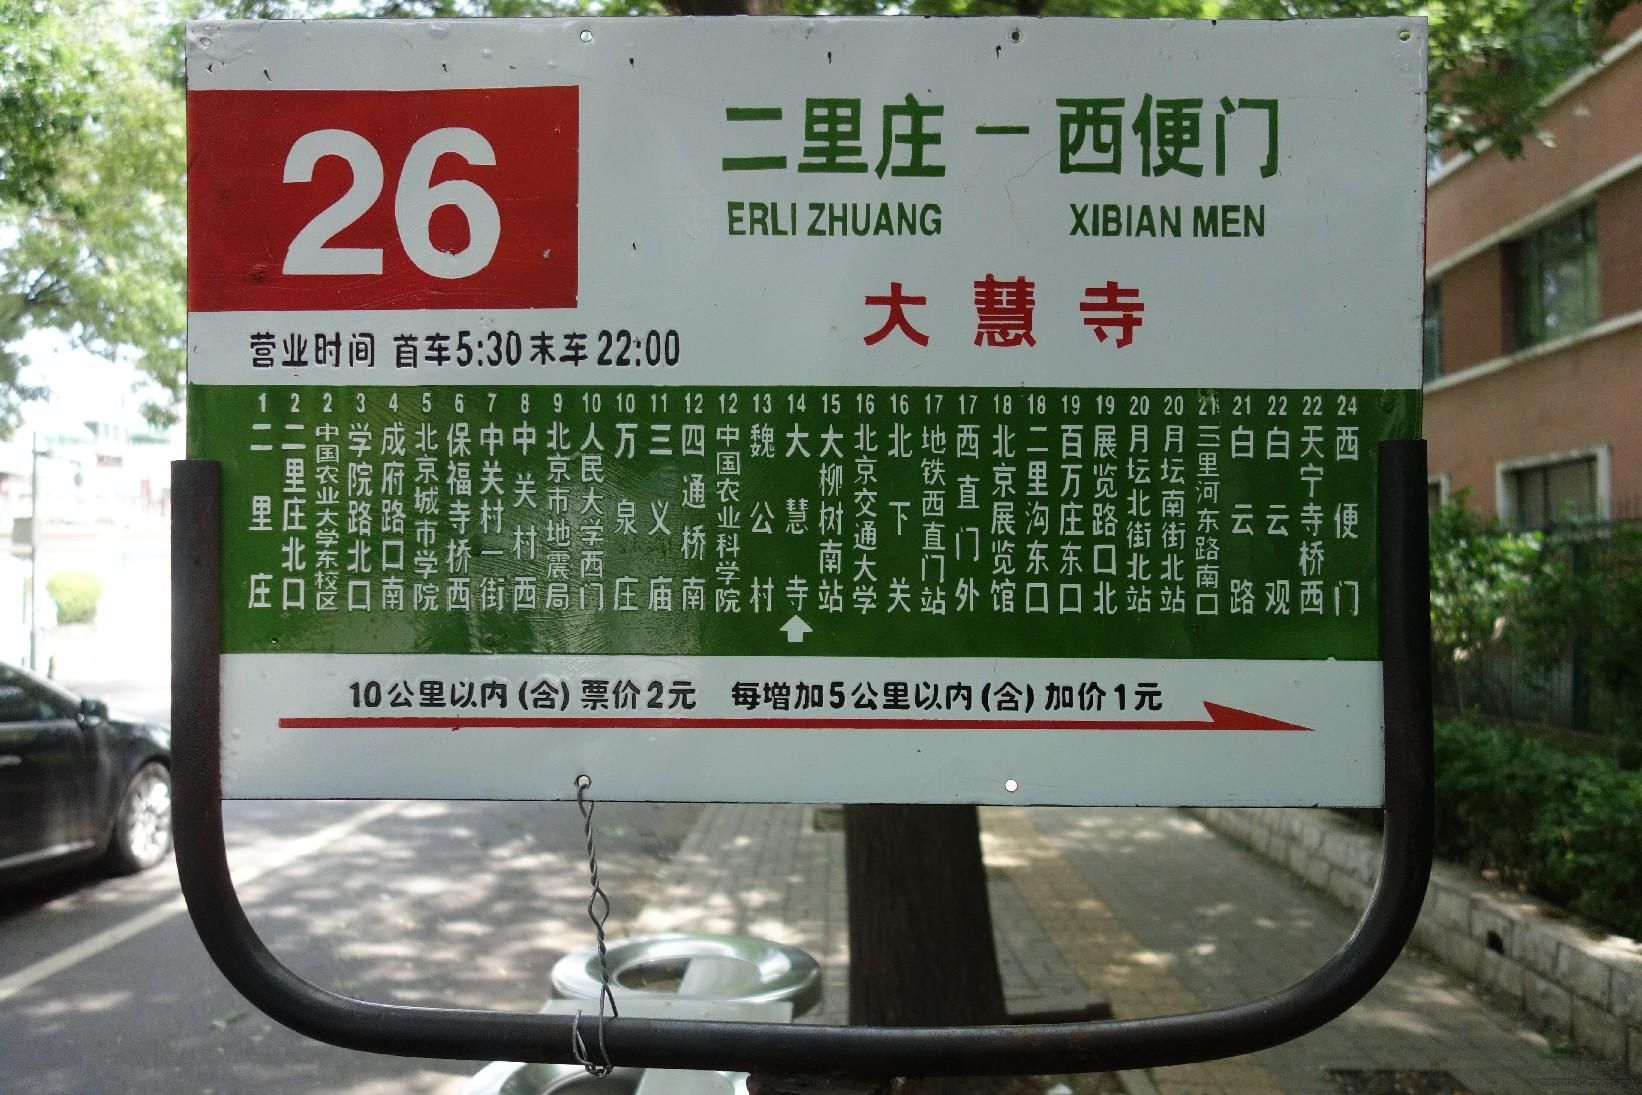 26
二里庄 — 西便门
ERLI ZHUANG XIBIAN MEN
大慧寺
营业时间 首车5:30 末车22:00
1 二里庄
2 二里庄北口
2 中国农业大学东校区
3 学院路北口
4 成府路口南
5 北京城市学院
6 保福寺桥西
7 中关村一街
8 中关村西
9 北京市地震局
10 人民大学西门
10 万泉庄
11 三义庙
12 四通桥南
12 中国农业科学院
13 魏公村
14 大慧寺
15 大柳树南站
16 北京交通大学
16 北下关
17 地铁西直门站
17 西直门外
18 北京展览馆
18 二里沟东口
19 百万庄东口
19 展览路口北
20 月坛北街北站
20 月坛南街北站
21 三里河东路南口
21 白云路
22 白云观
22 天宁寺桥西
24 西便门
10公里以内(含)票价2元 每增加5公里以内(含)加价1元